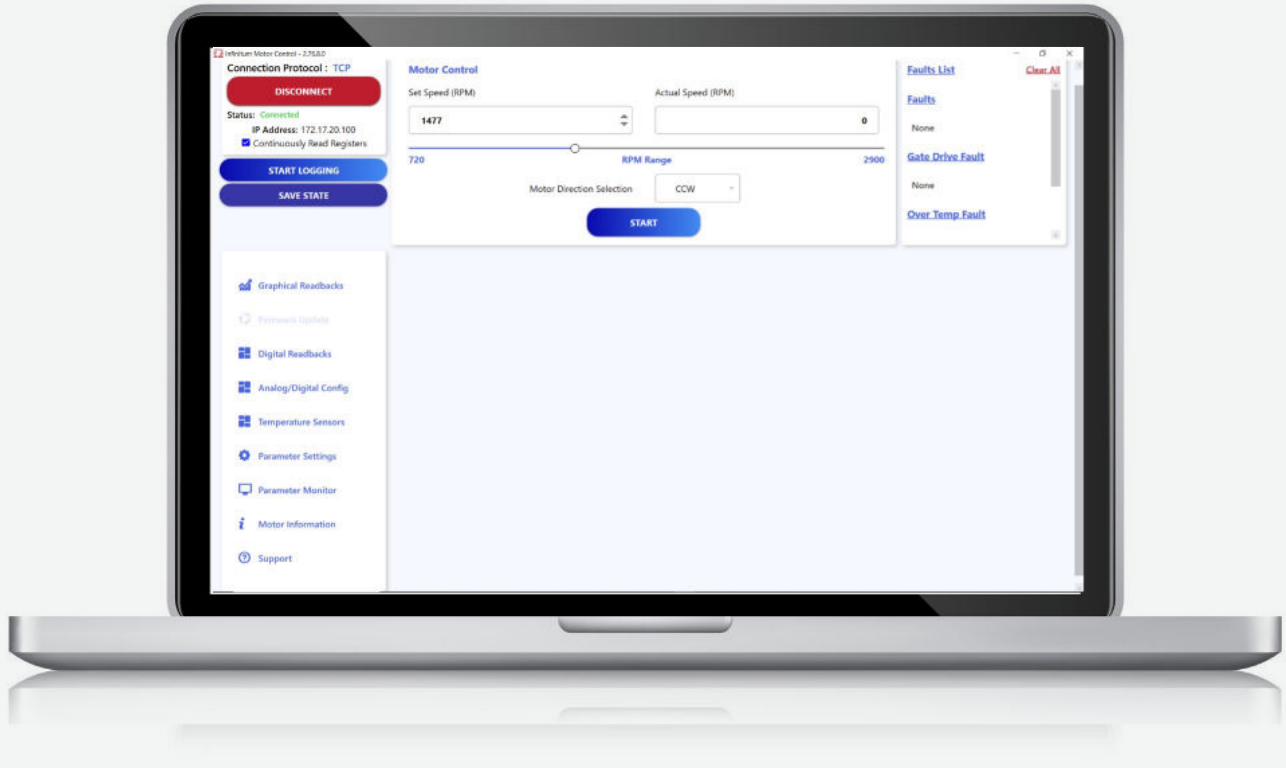 Infinitum Motor Control - 2.76.8.0
Connection Protocol : TCP
DISCONNECT
Status: Connected
IP Address: 172.17.20.100
Continuously Read Registers
START LOGGING
SAVE STATE
Graphical Readbacks
Firmware Update
Digital Readbacks
Analog/Digital Config
Temperature Sensors
Parameter Settings
Parameter Monitor
Motor Information
Support
Motor Control
Set Speed (RPM)
Actual Speed (RPM)
1477
0
720
RPM Range
2900
Motor Direction Selection
CCW
START
Faults List
Clear All
Faults
None
Gate Drive Fault
None
Over Temp Fault